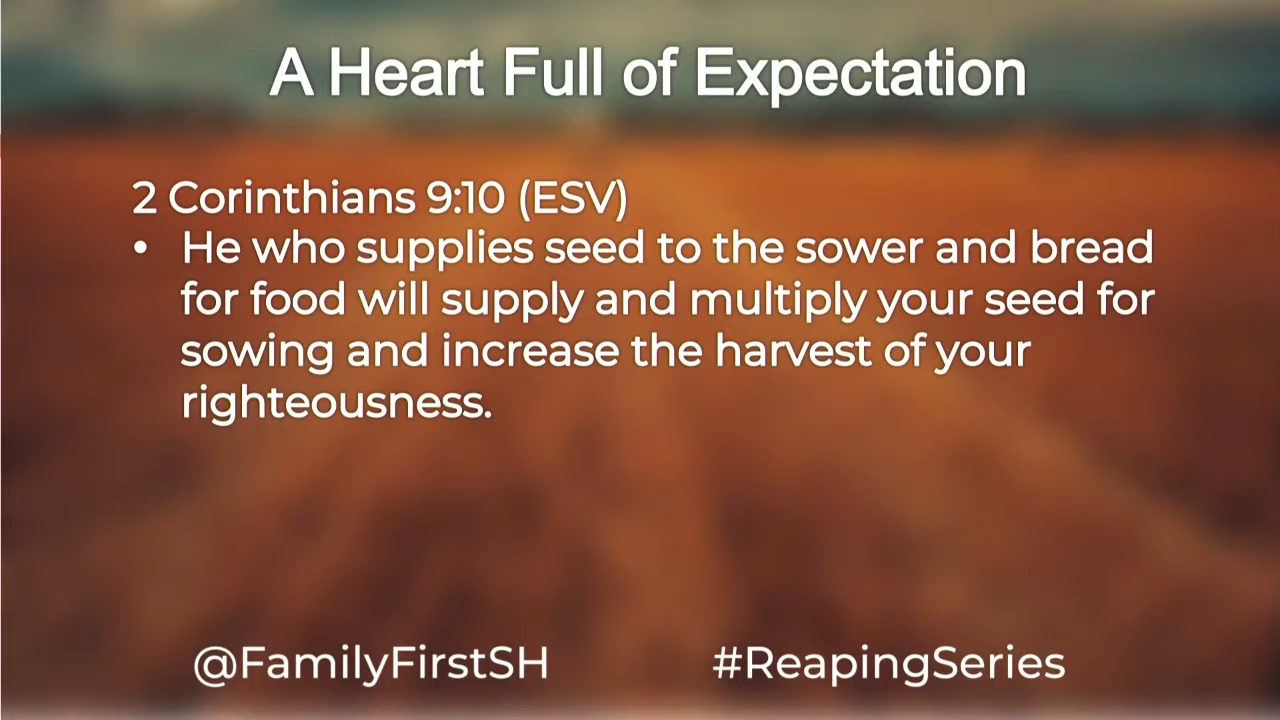 A Heart Full of Expectation
2 Corinthians 9:10 (ESV)
• He who supplies seed to the sower and bread
for food will supply and multiply your seed for
sowing and increase the harvest of your
righteousness.
@FamilyFirstSH
#ReapingSeries